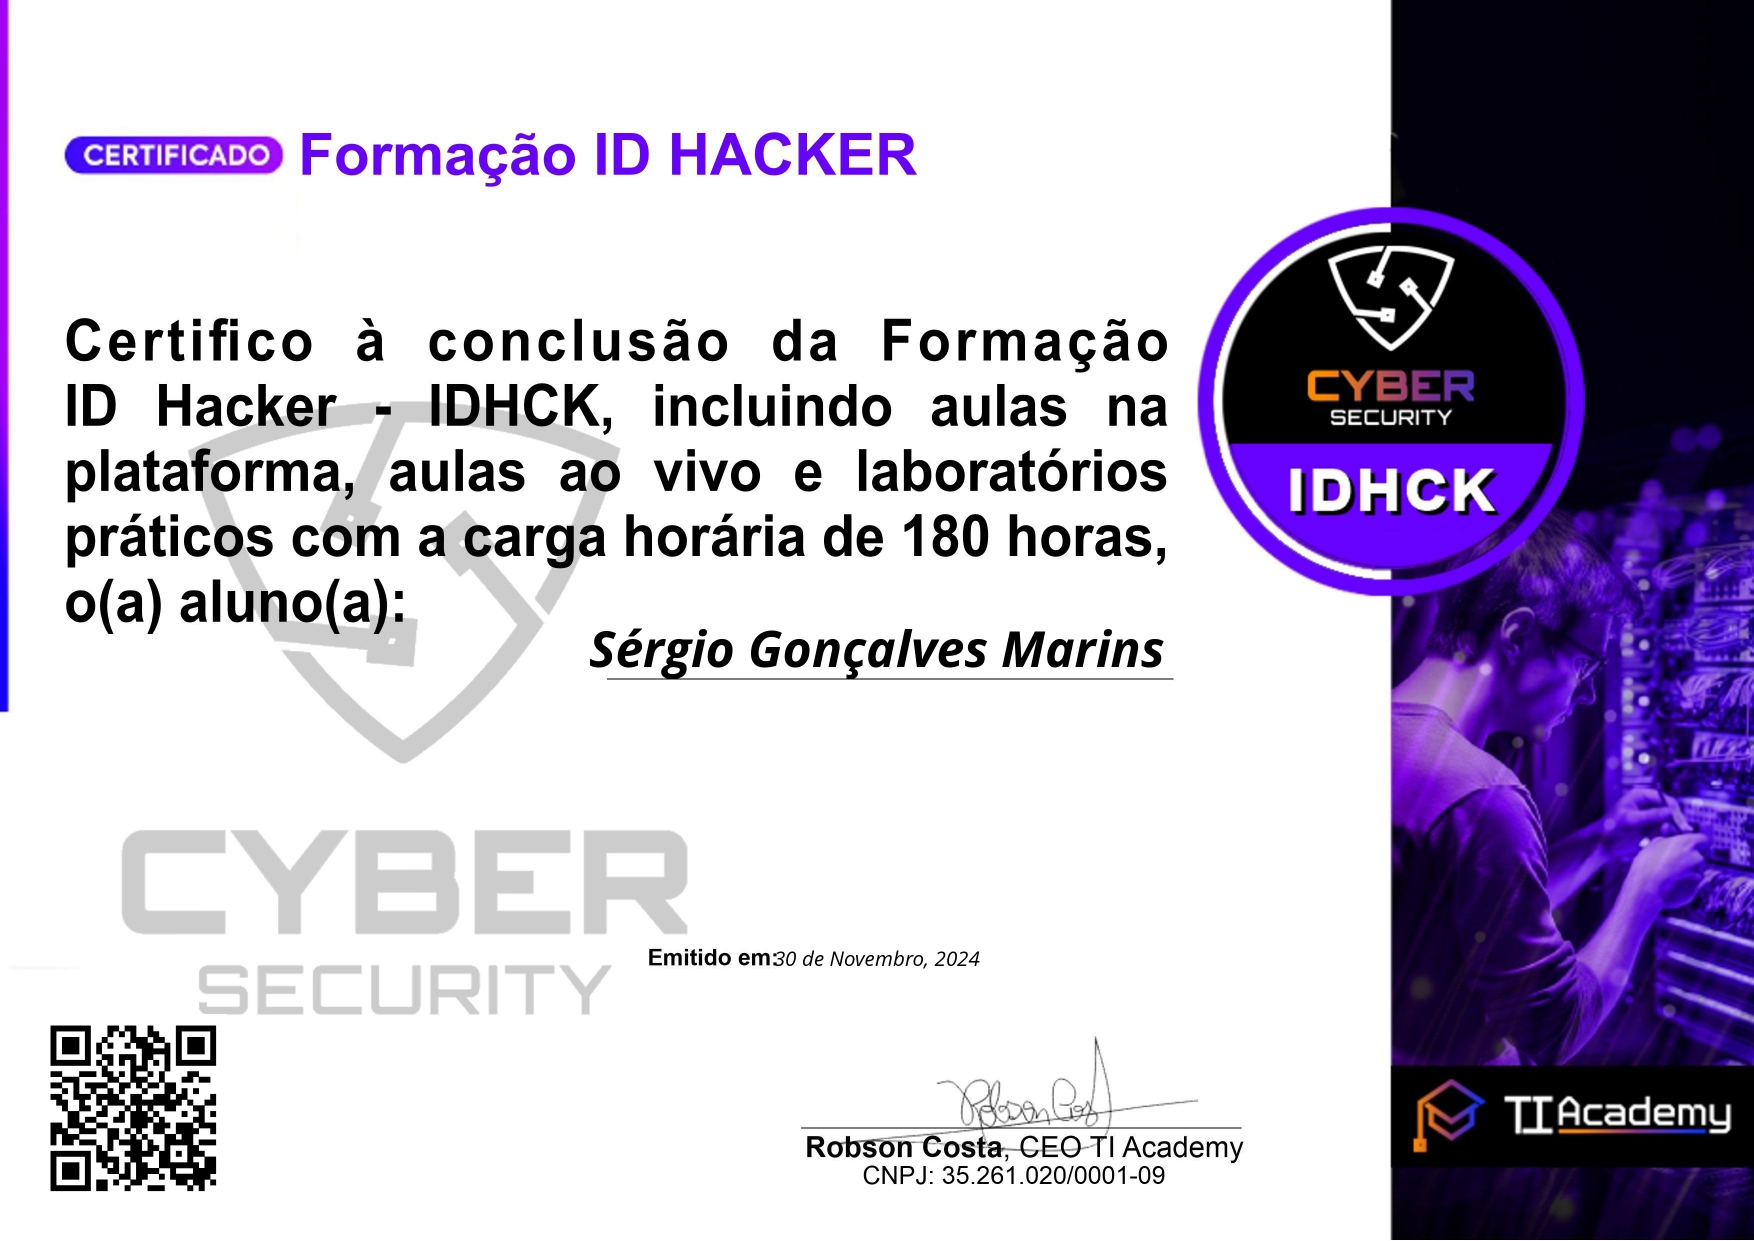 CERTIFICADO Formação ID HACKER
Certifico à conclusão da Formação
ID Hacker - IDHCK, incluindo aulas na
plataforma, aulas ao vivo e laboratórios
práticos com a carga horária de 180 horas,
o(a) aluno(a):
Sérgio Gonçalves Marins
CYBER
SECURITY
IDHCK
CYBER
SECURITY
Emitido em:30 de Novembro, 2024
Robson Costa, CEO TI Academy
CNPJ: 35.261.020/0001-09
TI Academy